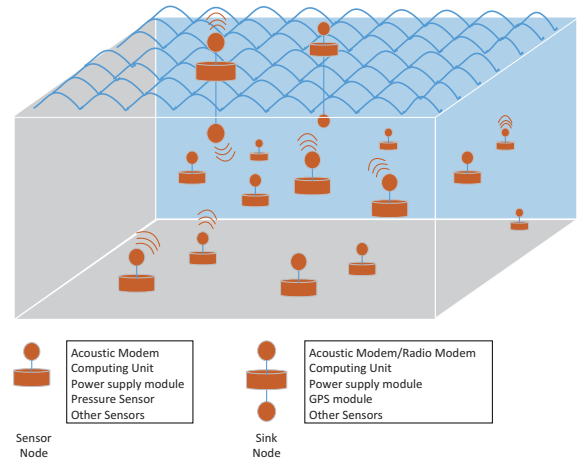 Acoustic Modem
Computing Unit
Power supply module
Pressure Sensor
Other Sensors
Sensor
Node
Acoustic Modem/Radio Modem
Computing Unit
Power supply module
GPS module
Other Sensors
Sink
Node